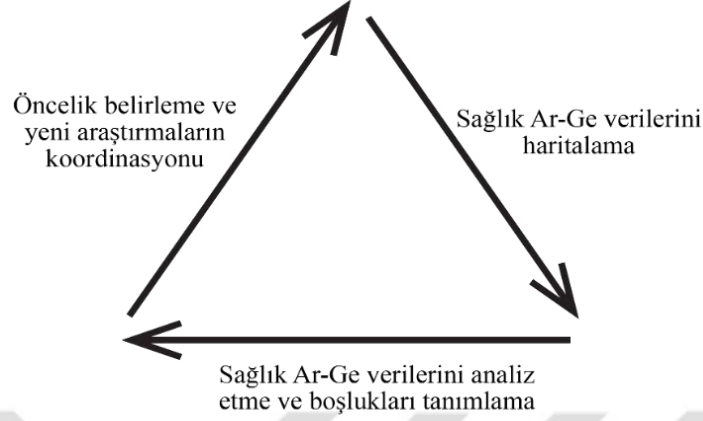 Öncelik belirleme ve
yeni araştırmaların
koordinasyonu
Sağlık Ar-Ge verilerini
haritalama
Sağlık Ar-Ge verilerini analiz
etme ve boşlukları tanımlama